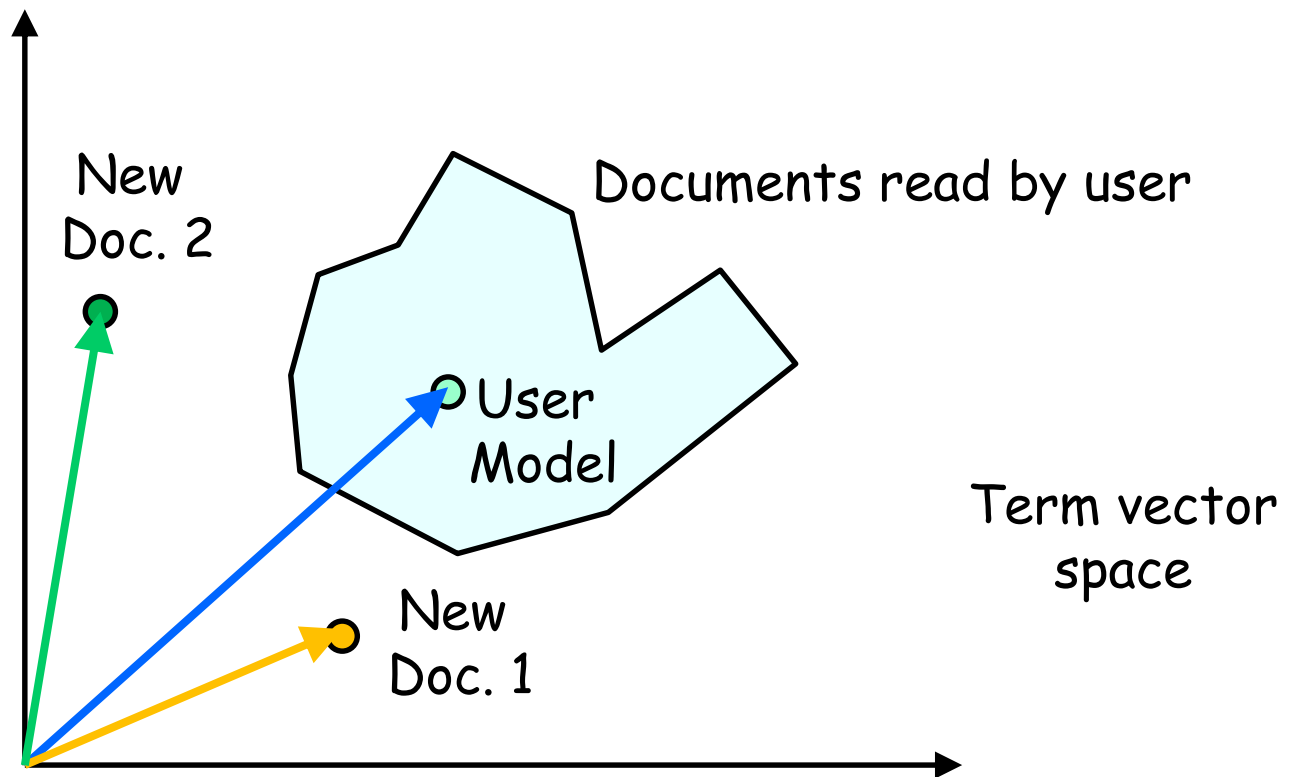 New
Doc. 2
Documents read by user
User
Model
Term vector
space
New
Doc. 1